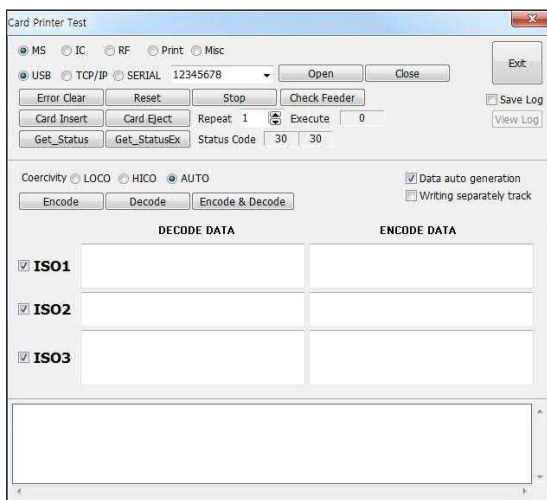 Card Printer Test
MS IC RF Print Misc
USB TCP/IP SERIAL 12345678 Open Close Exit
Error Clear Reset Stop Check Feeder Save Log
Card Insert Card Eject Repeat 1 Execute 0 View Log
Get_Status Get_StatusEx Status Code 30 30
Coercivity LOCO HICO AUTO Data auto generation
Encode Decode Encode & Decode Writing separately track
DECODE DATA ENCODE DATA
ISO1
ISO2
ISO3